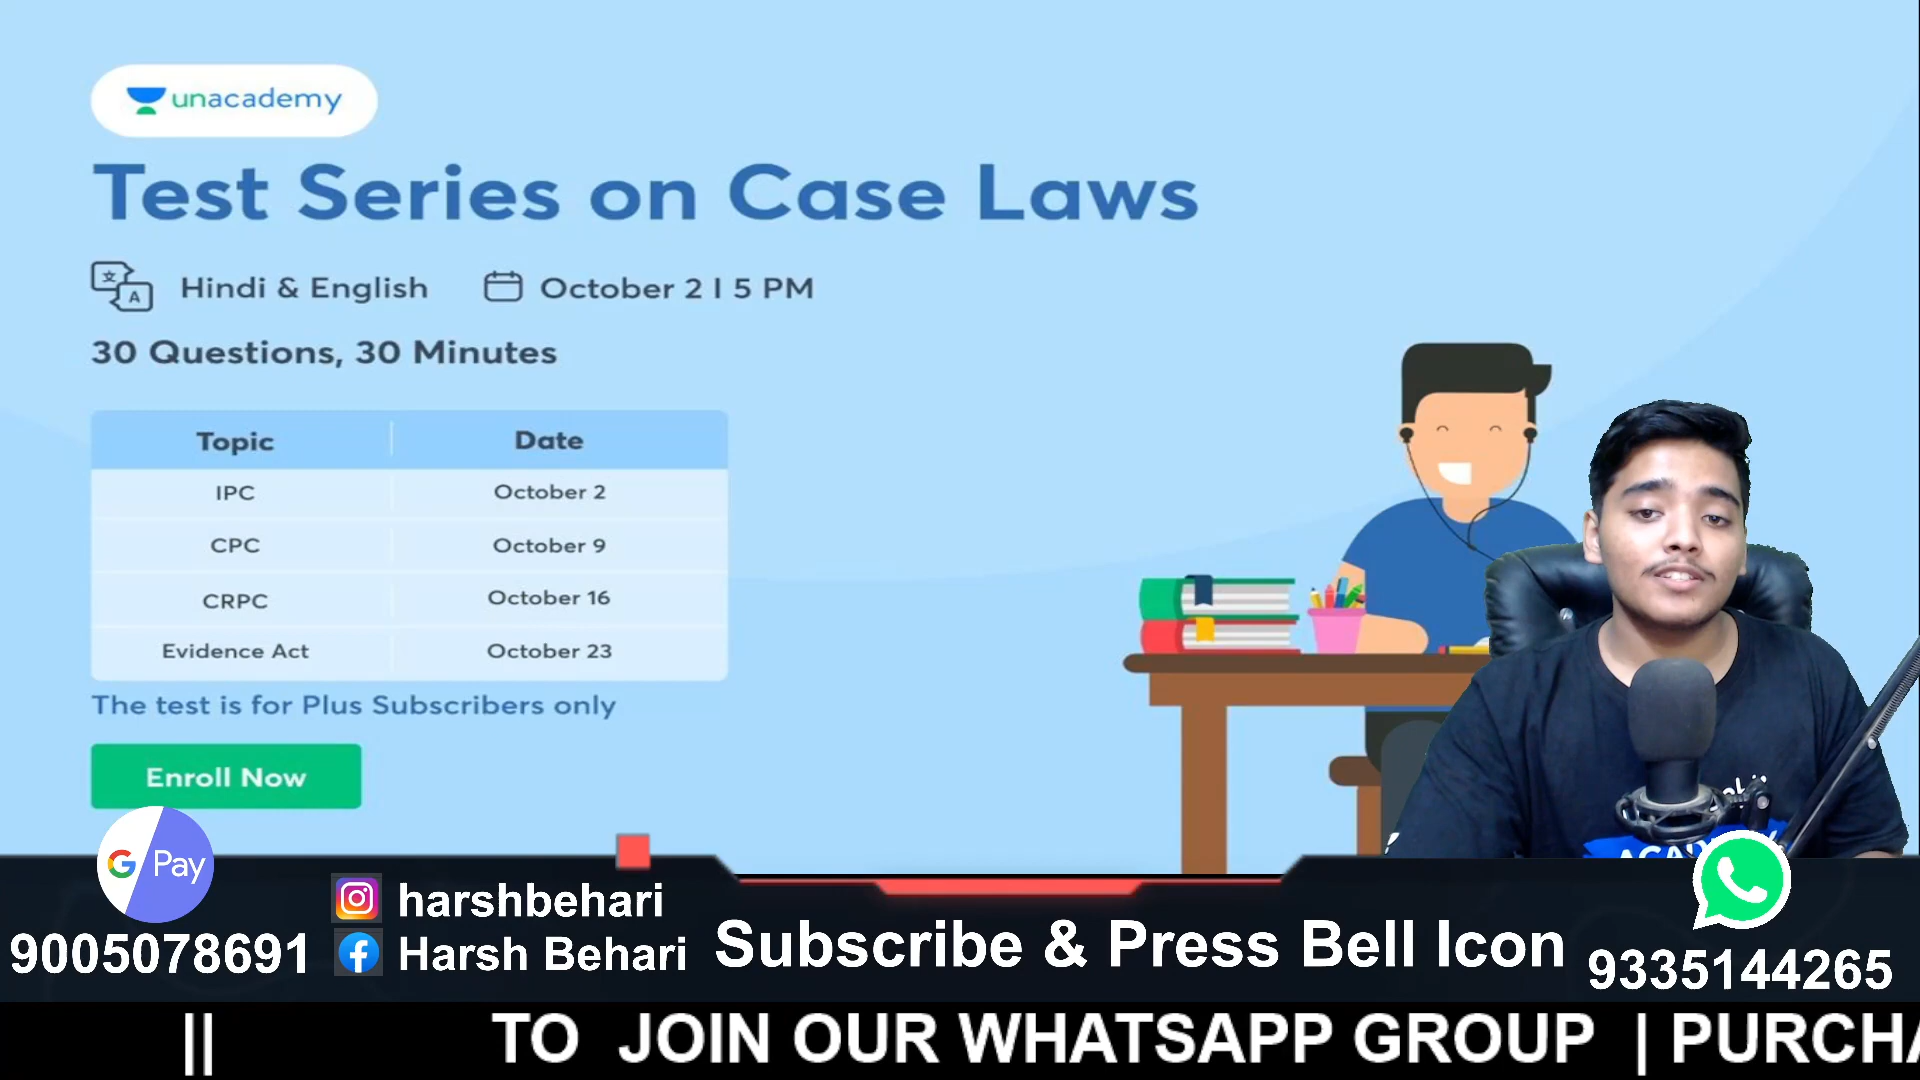 unacademy
Test Series on Case Laws
Hindi & English
October 2 I 5 PM
30 Questions, 30 Minutes
Topic Date
IPC October 2
CPC October 9
CRPC October 16
Evidence Act October 23
The test is for Plus Subscribers only
Enroll Now
G Pay
9005078691
harshbehari
Harsh Behari
Subscribe & Press Bell Icon
9335144265
|| TO JOIN OUR WHATSAPP GROUP | PURCHA